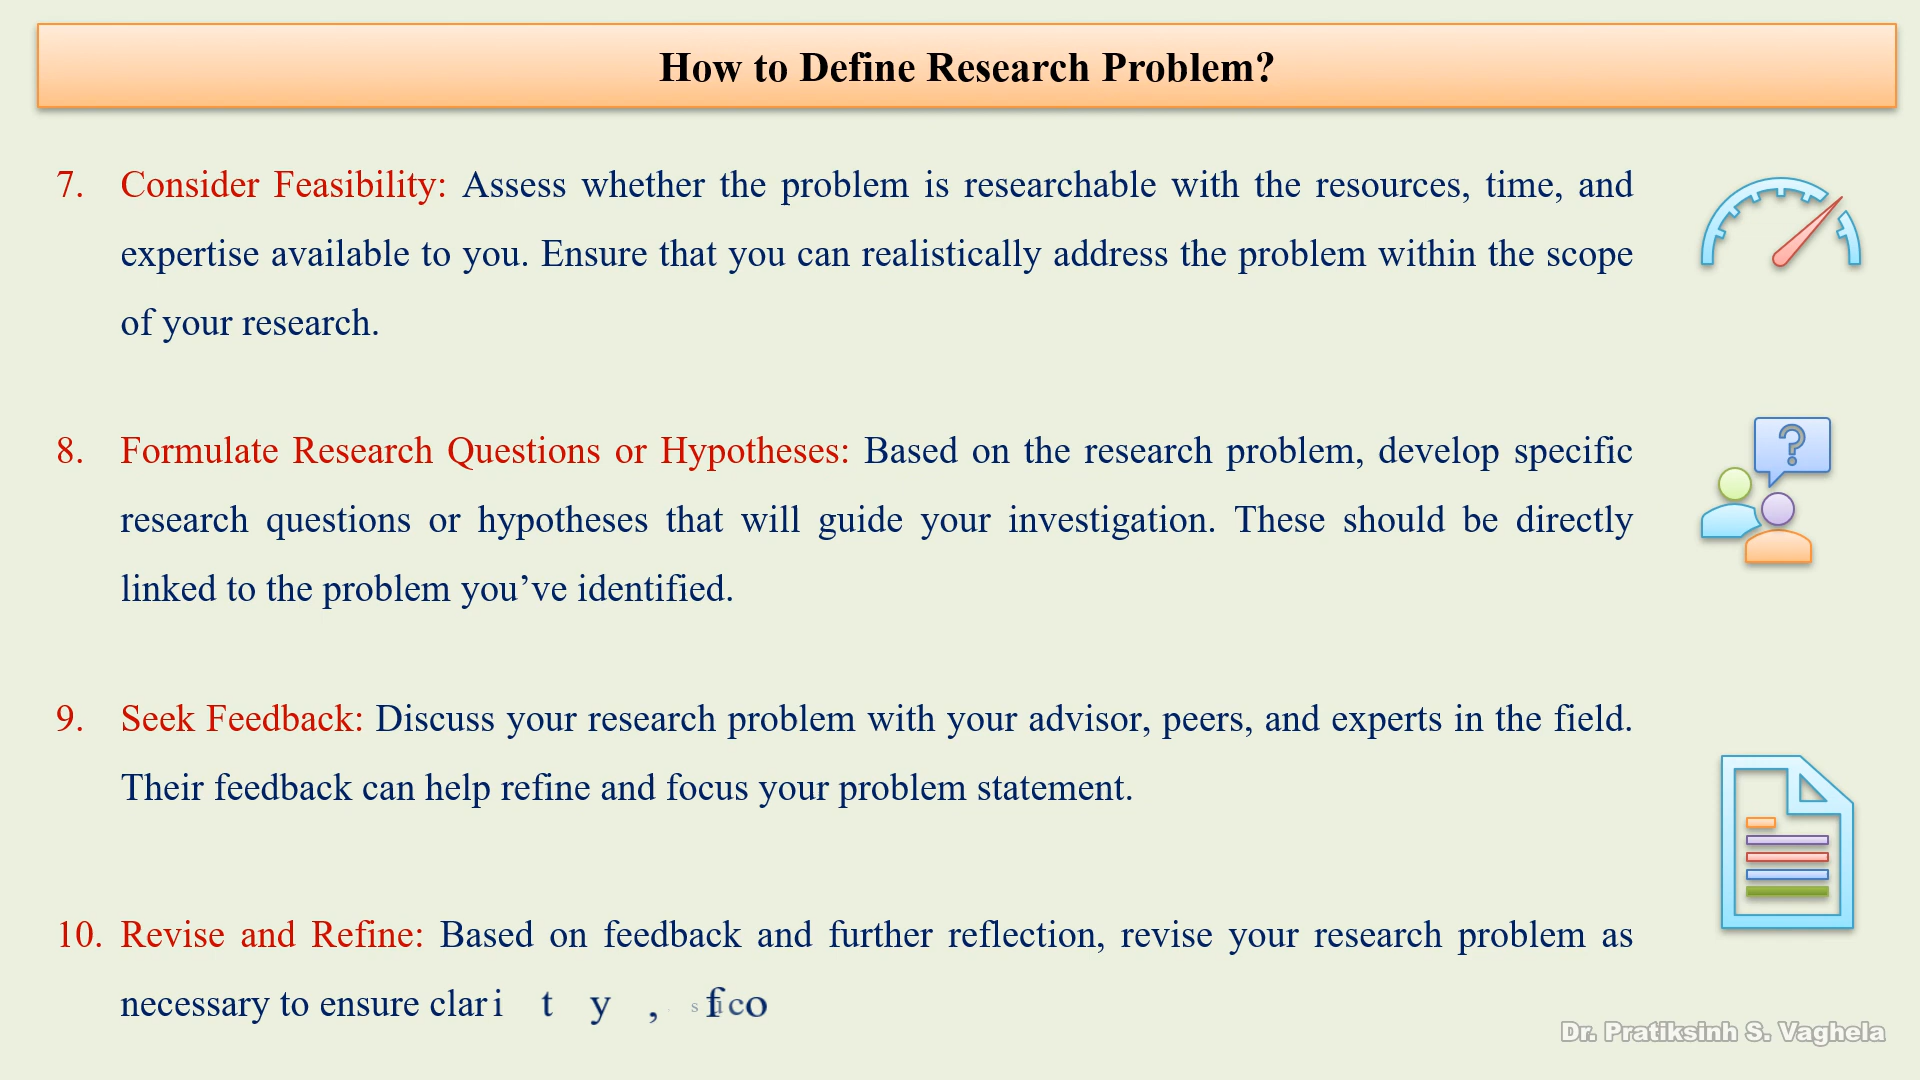 How to Define Research Problem?
7. Consider Feasibility: Assess whether the problem is researchable with the resources, time, and
expertise available to you. Ensure that you can realistically address the problem within the scope
of your research.
8. Formulate Research Questions or Hypotheses: Based on the research problem, develop specific
research questions or hypotheses that will guide your investigation. These should be directly
linked to the problem you’ve identified.
9. Seek Feedback: Discuss your research problem with your advisor, peers, and experts in the field.
Their feedback can help refine and focus your problem statement.
10. Revise and Refine: Based on feedback and further reflection, revise your research problem as
necessary to ensure clarity,
?
Dr. Pratiksinh S. Vaghela